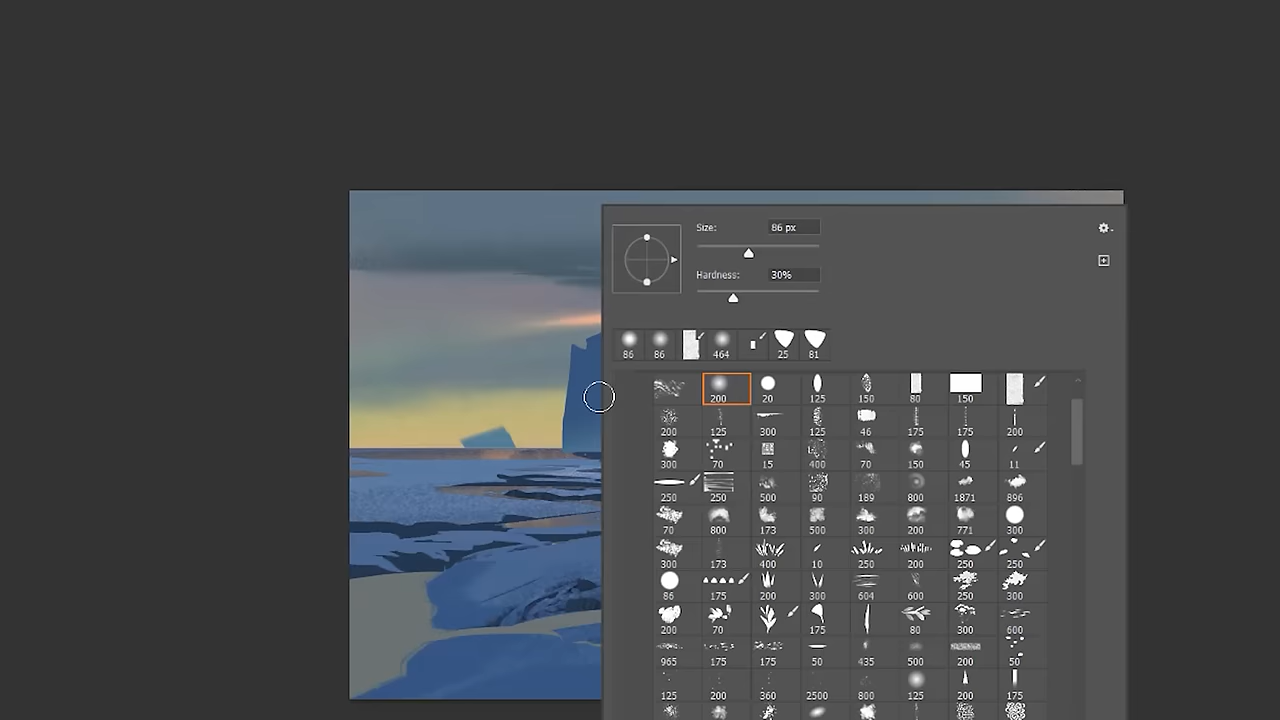 Size: 86 px
Hardness: 30%
86 86 464 25 81
200 20 125 150 80 150
200 125 300 125 46 175 175 200
300 70 15 400 70 150 45 11
250 250 500 90 189 800 1871 896
70 800 173 500 300 200 771 300
300 173 400 10 250 200 250 250
86 175 200 300 604 600 250 300
200 70 175 80 300 600
965 175 175 50 435 500 200 50
125 200 360 2500 800 125 200 175